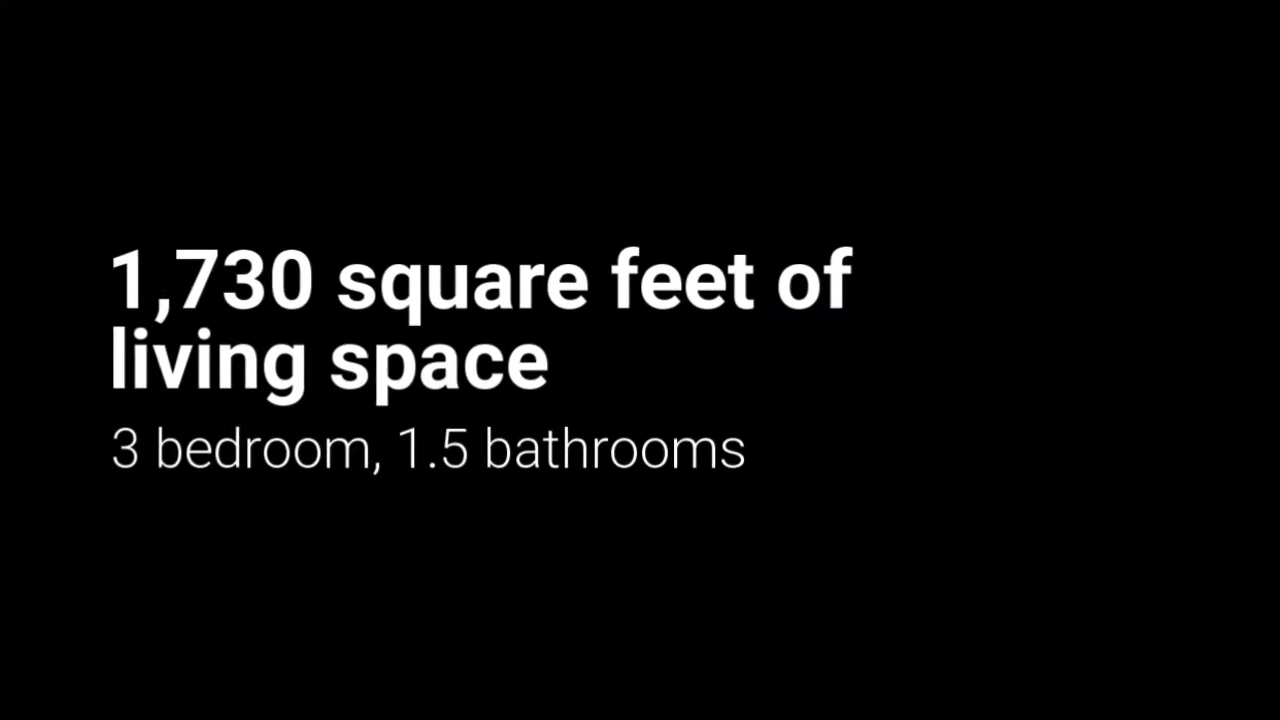 1,730 square feet of
living space
3 bedroom, 1.5 bathrooms